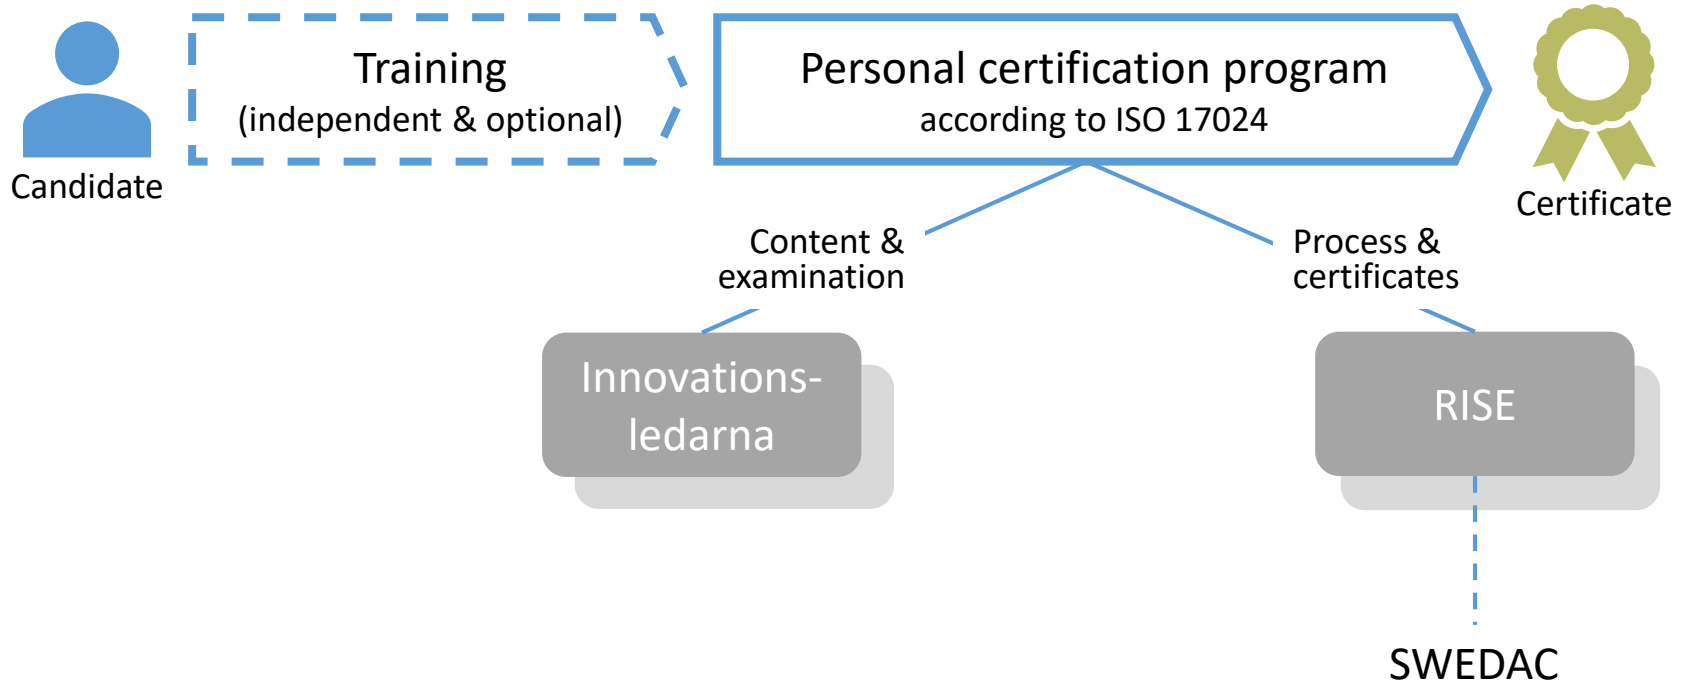 Candidate
Training
(independent & optional)
Personal certification program
according to ISO 17024
Certificate
Content &
examination
Process &
certificates
Innovations-
ledarna
RISE
SWEDAC